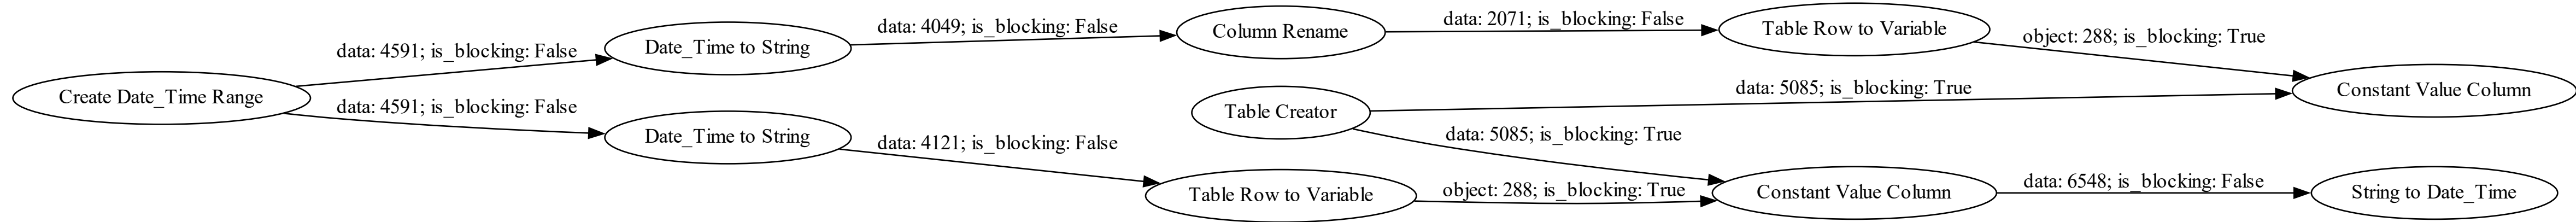 Create Date_Time Range
data: 4591; is_blocking: False
data: 4591; is_blocking: False
Date_Time to String
Date_Time to String
data: 4049; is_blocking: False
data: 4121; is_blocking: False
Column Rename
Table Creator
Table Row to Variable
data: 2071; is_blocking: False
data: 5085; is_blocking: True
data: 5085; is_blocking: True
object: 288; is_blocking: True
Table Row to Variable
Constant Value Column
object: 288; is_blocking: True
data: 6548; is_blocking: False
Constant Value Column
String to Date_Time